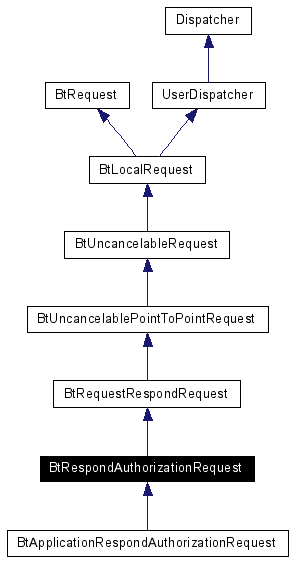 Dispatcher
BtRequest
UserDispatcher
BtLocalRequest
BtUncancelableRequest
BtUncancelablePointToPointRequest
BtRequestRespondRequest
BtRespondAuthorizationRequest
BtApplicationRespondAuthorizationRequest